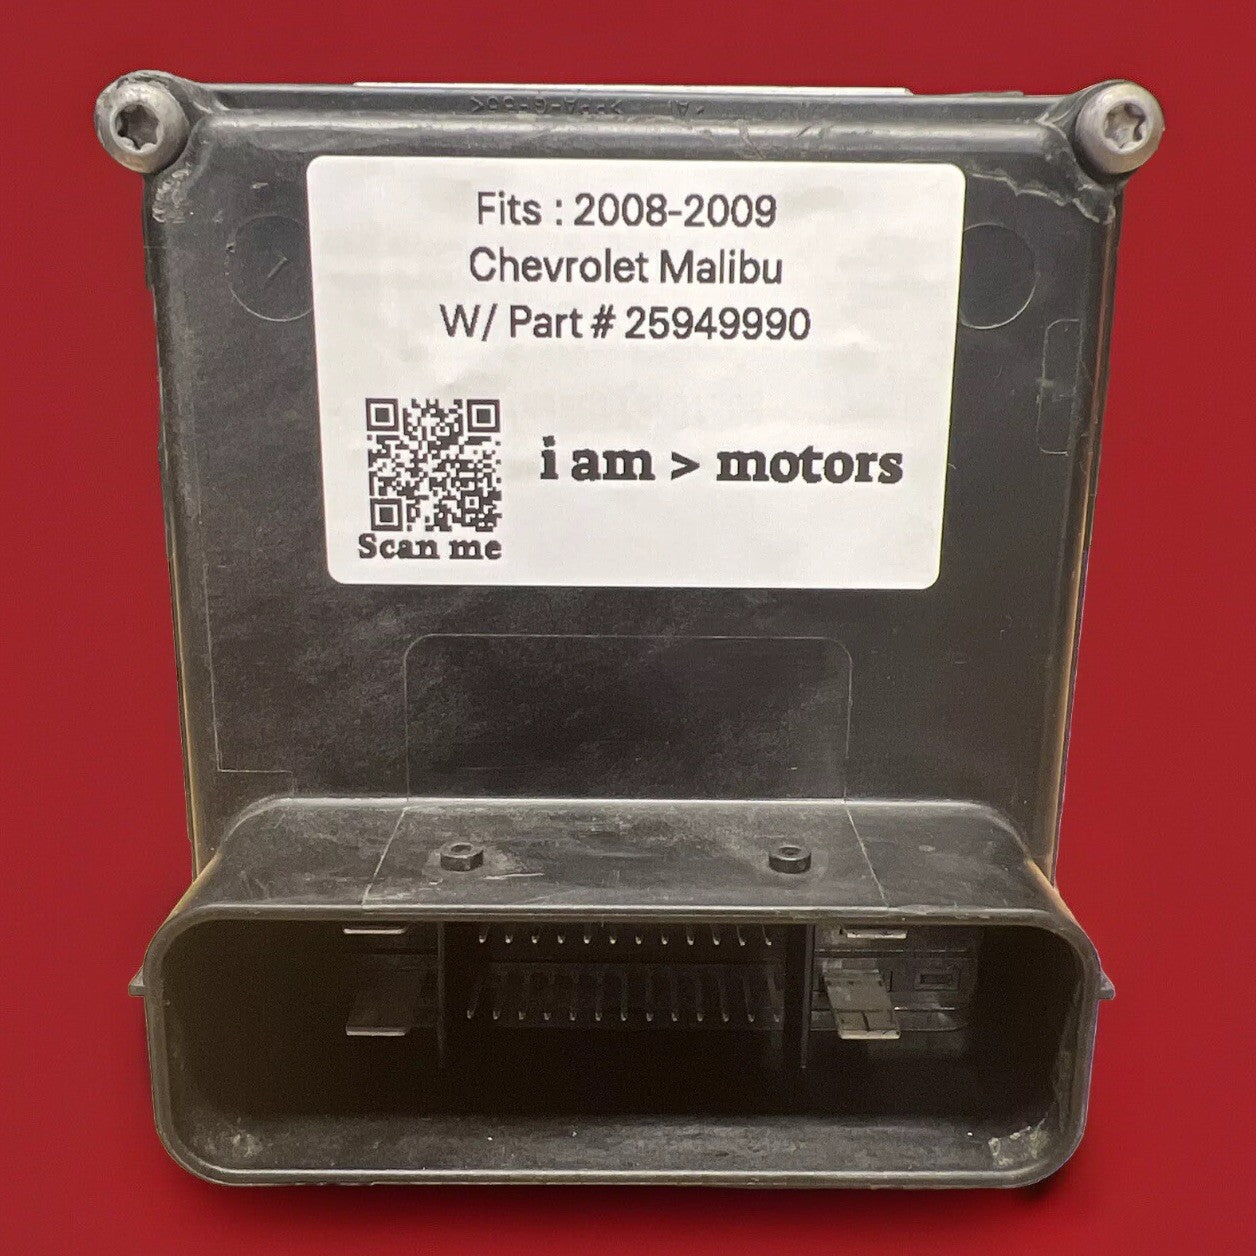 Fits : 2008-2009
Chevrolet Malibu
W/ Part # 25949990
i am > motors
Scan me